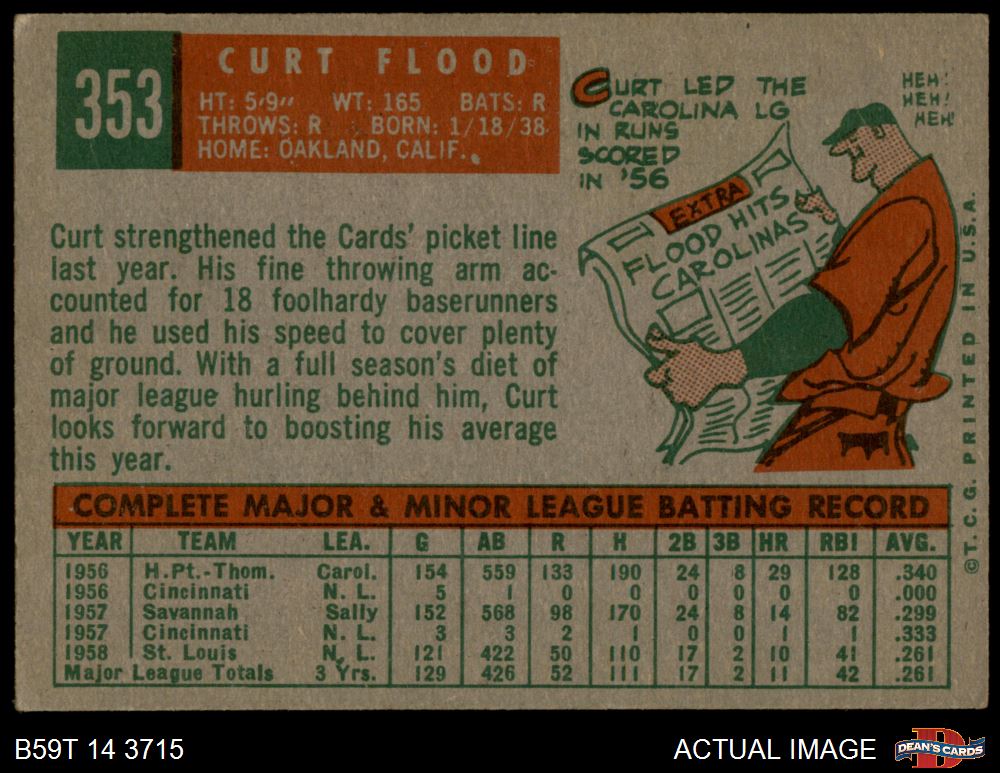 353
CURT FLOOD
HT: 5'9" WT: 165 BATS: R
THROWS: R BORN: 1/18/38
HOME: OAKLAND, CALIF.
CURT LED THE
CAROLINA LG
IN RUNS
SCORED
IN '56
HEH!
HEH!
HEH!
EXTRA
FLOOD HITS
CAROLINAS
Curt strengthened the Cards' picket line
last year. His fine throwing arm ac-
counted for 18 foolhardy baserunners
and he used his speed to cover plenty
of ground. With a full season's diet of
major league hurling behind him, Curt
looks forward to boosting his average
this year.
COMPLETE MAJOR & MINOR LEAGUE BATTING RECORD
YEAR TEAM LEA. G AB R H 2B 3B HR RBI AVG.
1956 H.Pt.-Thom. Carol. 154 559 133 190 24 8 29 128 .340
1956 Cincinnati N. L. 5 1 0 0 0 0 0 0 .000
1957 Savannah Sally 152 568 98 170 24 8 14 82 .299
1957 Cincinnati N. L. 3 3 2 1 0 0 1 1 .333
1958 St. Louis N. L. 121 422 50 110 17 2 10 41 .261
Major League Totals 3 Yrs. 129 426 52 111 17 2 11 42 .261
©T. C. G. PRINTED IN U.S.A.
B59T 14 3715
ACTUAL IMAGE
D
DEAN'S CARDS